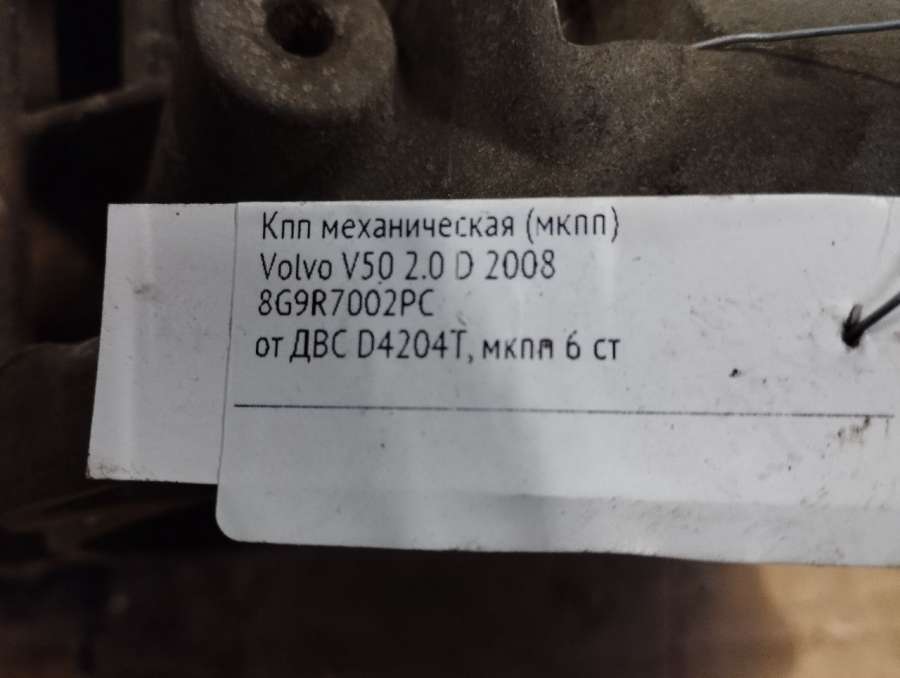 Кпп механическая (мкпп)
Volvo V50 2.0 D 2008
8G9R7002PC
от ДВС D4204T, мкпп 6 ст